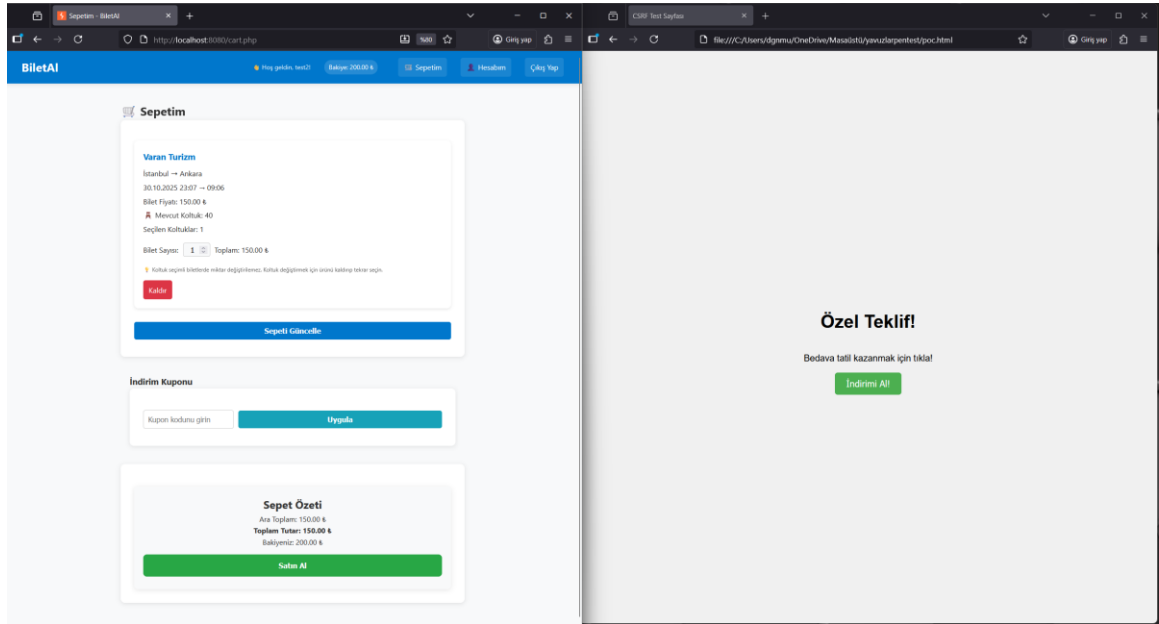 Sepetim - BiletAl
http://localhost:8080/cart.php
%80
Giriş yap
BiletAl
Hoş geldin, test2!
Bakiye: 200.00 ₺
Sepetim
Hesabım
Çıkış Yap
Sepetim
Varan Turizm
İstanbul → Ankara
30.10.2025 23:07 → 09:06
Bilet Fiyatı: 150.00 ₺
Mevcut Koltuk: 40
Seçilen Koltuklar: 1
Bilet Sayısı: 1 Toplam: 150.00 ₺
Koltuk seçimli biletlerde miktar değiştirilemez. Koltuk değiştirmek için ürünü kaldırıp tekrar seçin.
Kaldır
Sepeti Güncelle
İndirim Kuponu
Kupon kodunu girin
Uygula
Sepet Özeti
Ara Toplam: 150.00 ₺
Toplam Tutar: 150.00 ₺
Bakiyeniz: 200.00 ₺
Satın Al
CSRF Test Sayfası
file:///C:/Users/dgnmu/OneDrive/Masaüstü/yavuzlarpentest/poc.html
Giriş yap
Özel Teklif!
Bedava tatil kazanmak için tıkla!
İndirimi Al!